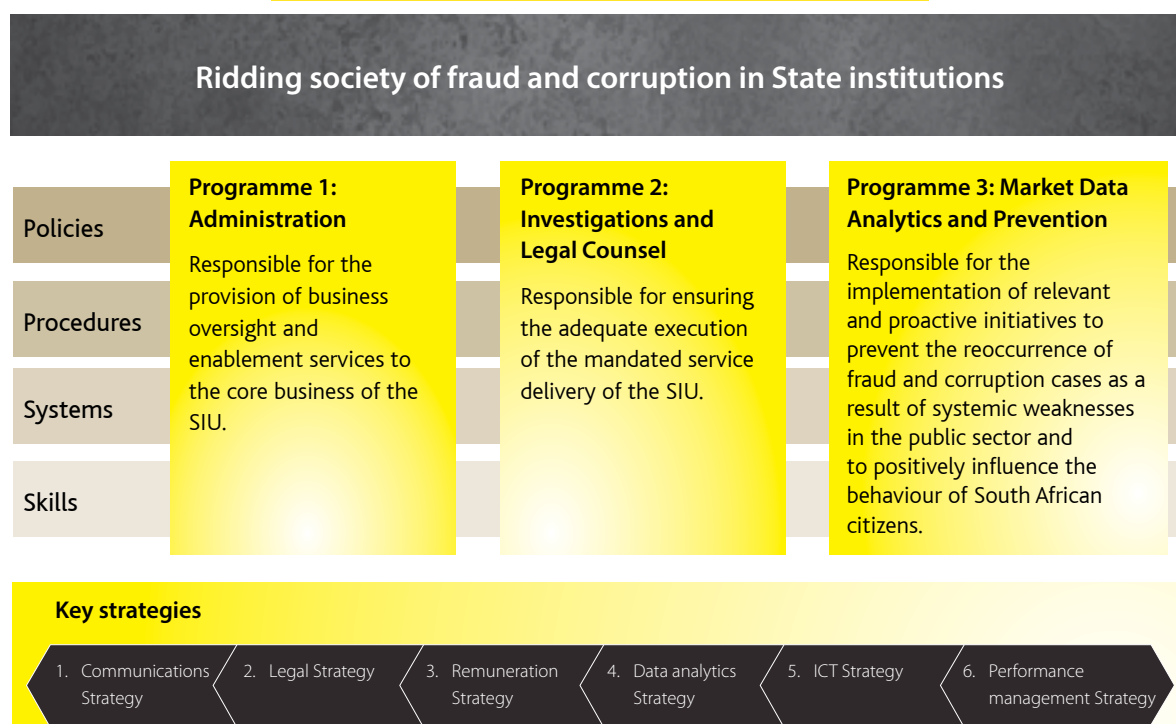 Ridding society of fraud and corruption in State institutions
Policies
Procedures
Systems
Skills
Programme 1:
Administration
Responsible for the
provision of business
oversight and
enablement services to
the core business of the
SIU.
Programme 2:
Investigations and
Legal Counsel
Responsible for ensuring
the adequate execution
of the mandated service
delivery of the SIU.
Programme 3: Market Data
Analytics and Prevention
Responsible for the
implementation of relevant
and proactive initiatives to
prevent the reoccurrence of
fraud and corruption cases as a
result of systemic weaknesses
in the public sector and
to positively influence the
behaviour of South African
citizens.
Key strategies
1. Communications
Strategy
2. Legal Strategy
3. Remuneration
Strategy
4. Data analytics
Strategy
5. ICT Strategy
6. Performance
management Strategy